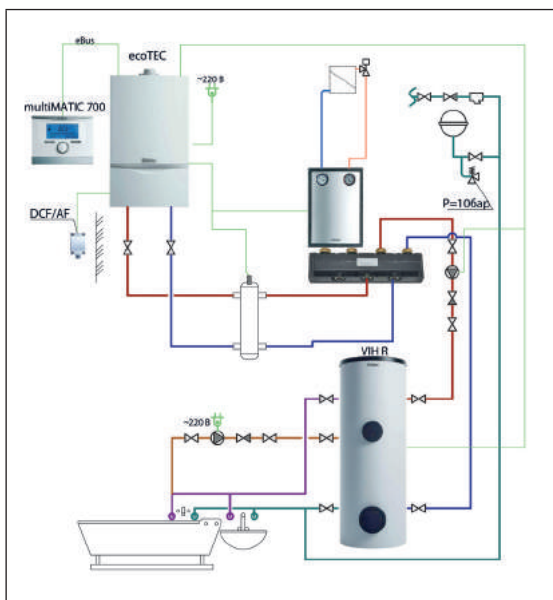 eBus
ecoTEC
~220 В
multiMATIC 700
DCF/AF
P=10бар
VIH R
~220 В